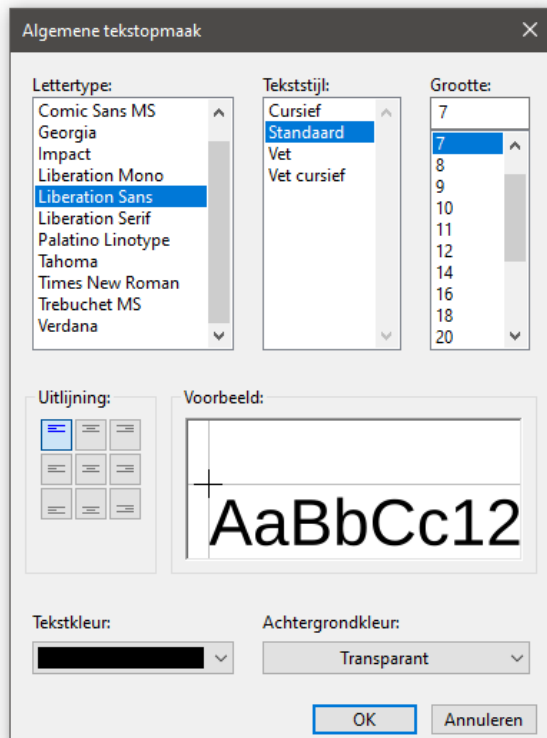 Algemene tekstopmaak
Lettertype:
Comic Sans MS
Georgia
Impact
Liberation Mono
Liberation Sans
Liberation Serif
Palatino Linotype
Tahoma
Times New Roman
Trebuchet MS
Verdana
Tekststijl:
Cursief
Standaard
Vet
Vet cursief
Grootte:
7
7
8
9
10
11
12
14
16
18
20
Uitlijning:
Voorbeeld:
AaBbCc12
Tekstkleur:
Achtergrondkleur:
Transparant
OK
Annuleren